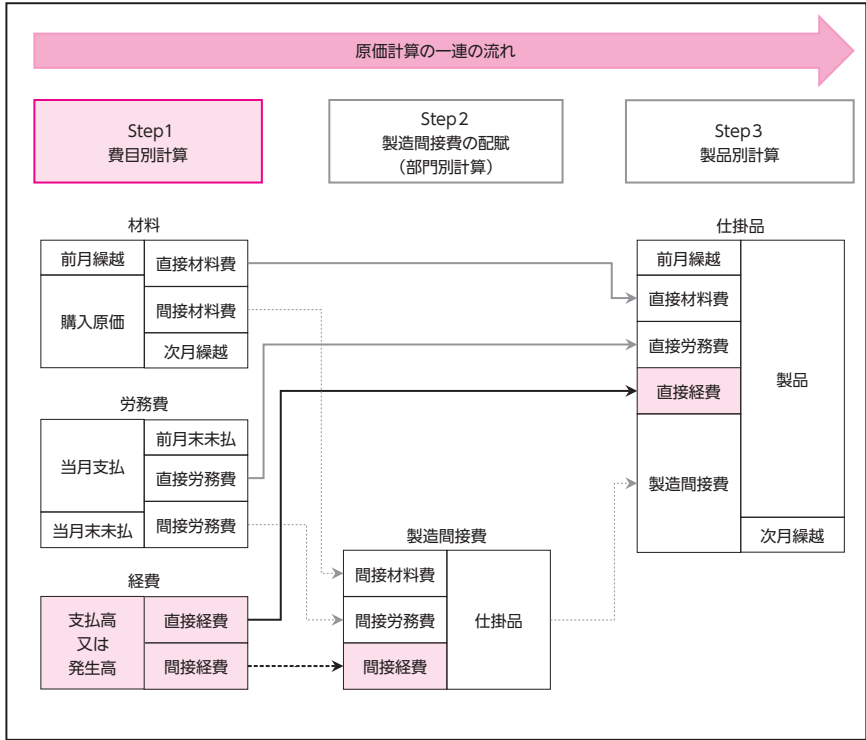 原価計算の一連の流れ
Step1
費目別計算
Step2
製造間接費の配賦
（部門別計算）
Step3
製品別計算
材料
前月繰越
直接材料費
購入原価
間接材料費
次月繰越
労務費
当月支払
前月末未払
直接労務費
当月末未払
間接労務費
経費
支払高
又は
発生高
直接経費
間接経費
製造間接費
間接材料費
間接労務費
間接経費
仕掛品
仕掛品
前月繰越
直接材料費
直接労務費
直接経費
製造間接費
製品
次月繰越